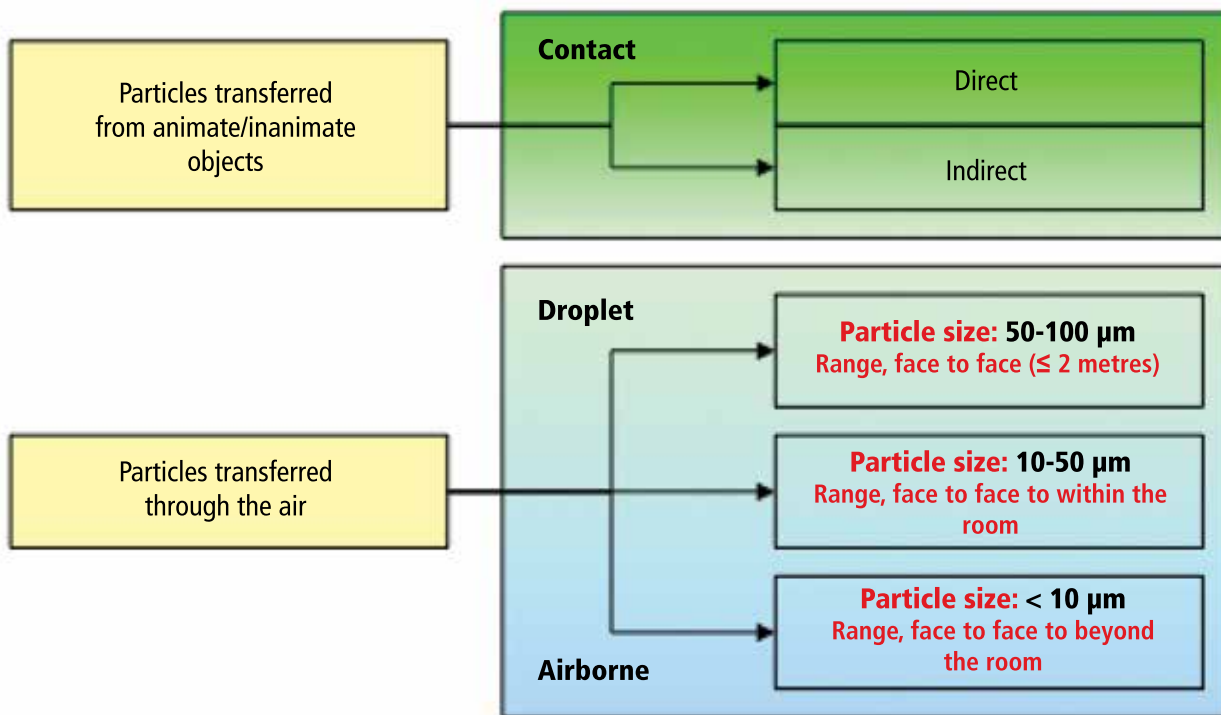 Particles transferred
from animate/inanimate
objects
Contact
Direct
Indirect
Particles transferred
through the air
Droplet
Particle size: 50-100 µm
Range, face to face (≤ 2 metres)
Particle size: 10-50 µm
Range, face to face to within the
room
Particle size: < 10 µm
Range, face to face to beyond
the room
Airborne